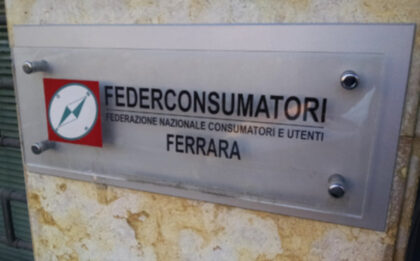 FEDERCONSUMATORI
FEDERAZIONE NAZIONALE CONSUMATORI E UTENTI
FERRARA